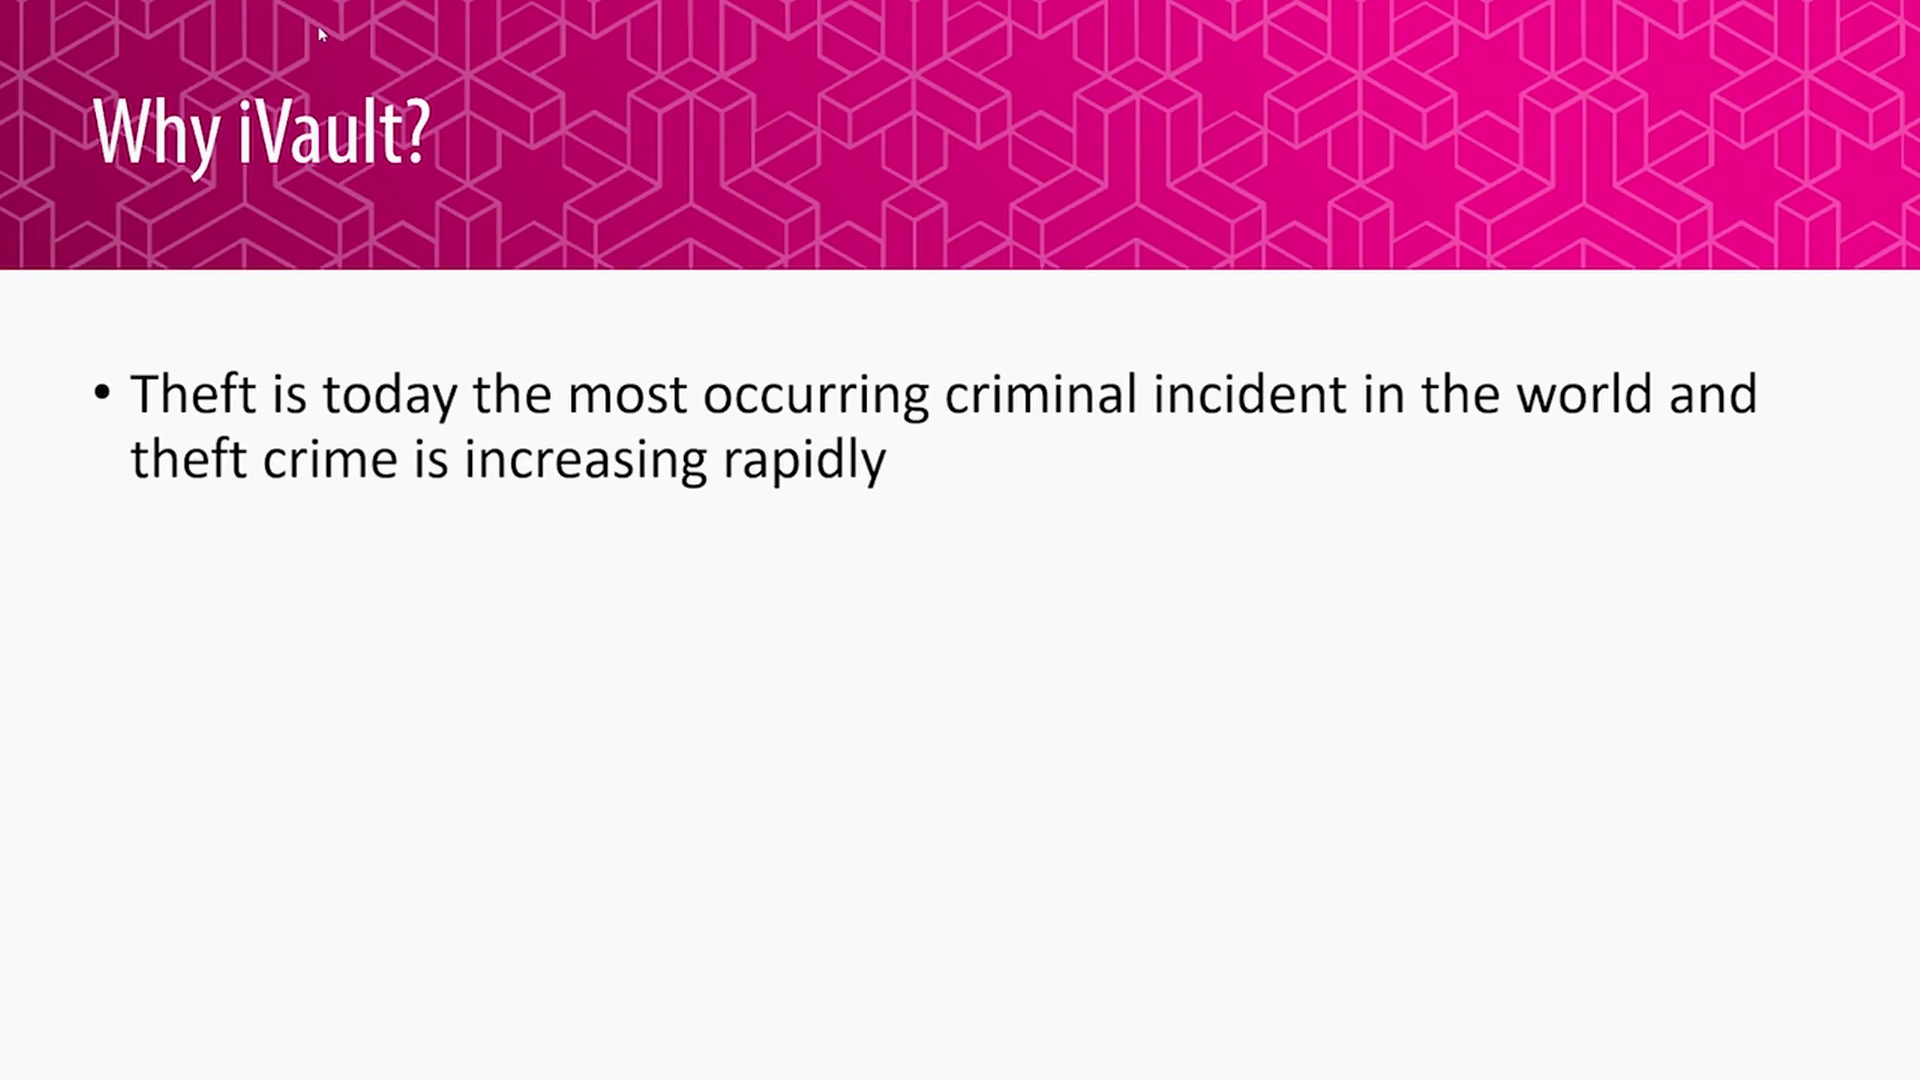 Why iVault?
• Theft is today the most occurring criminal incident in the world and
theft crime is increasing rapidly